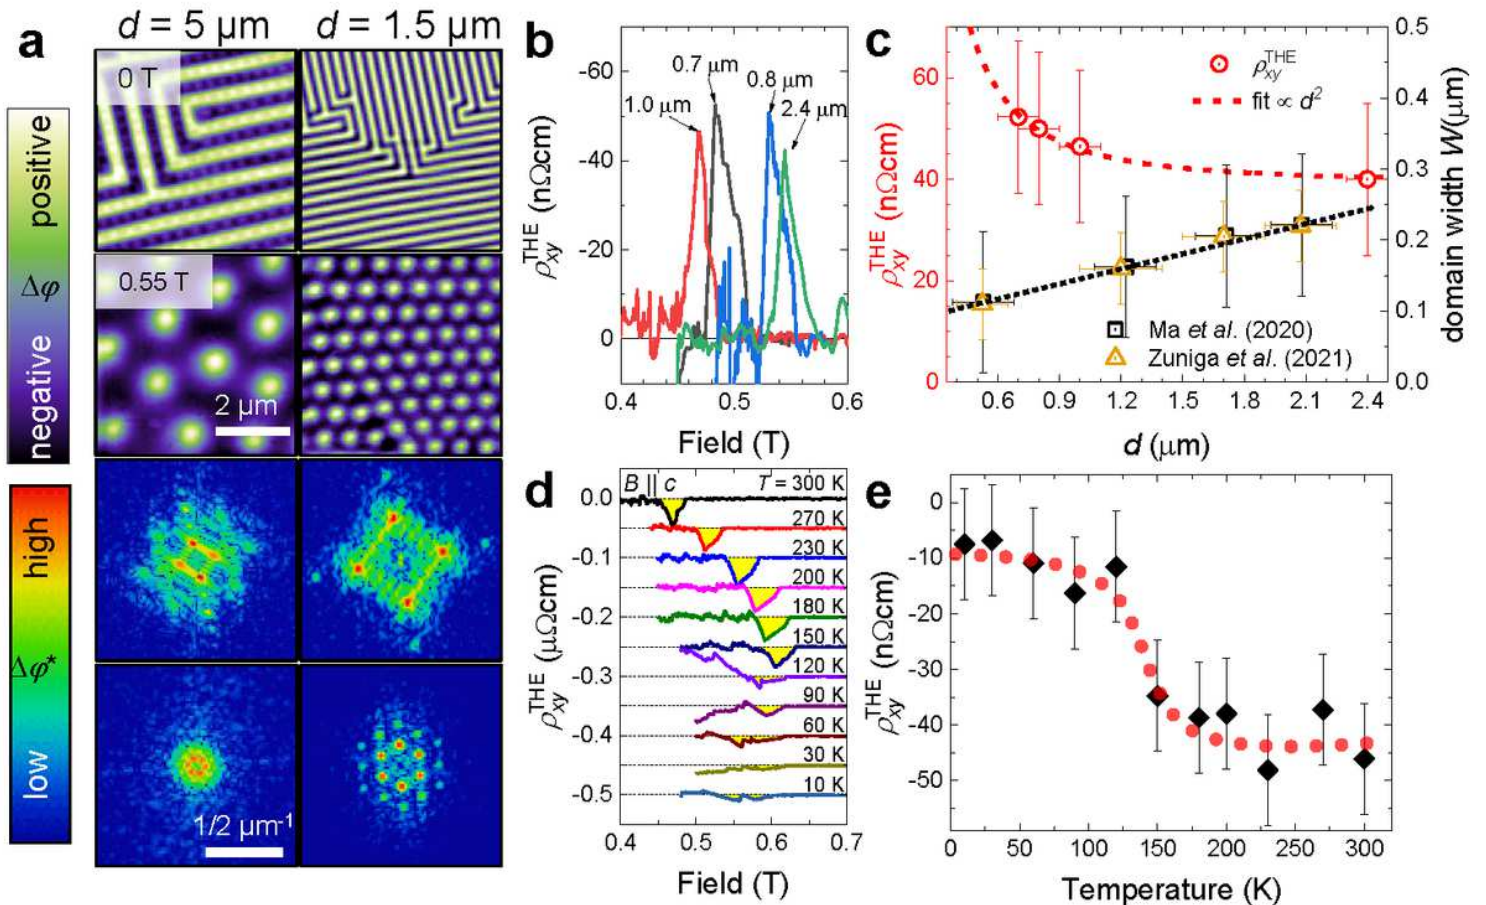 a
d = 5 µm
d = 1.5 µm
0 T
0.55 T
2 µm
1/2 µm⁻¹
positive
Δφ
negative
high
Δφ*
low
b
ρxyTHE (nΩcm)
-60
-40
-20
0
0.7 µm
0.8 µm
1.0 µm
2.4 µm
0.4
0.5
0.6
Field (T)
c
ρxyTHE (nΩcm)
60
40
20
0
ρxyTHE
fit ∝ d²
Ma et al. (2020)
Zuniga et al. (2021)
0.5
0.4
0.3
0.2
0.1
0.0
domain width W(µm)
0.6
1.2
1.8
2.1
2.4
d (µm)
d
B || c
T = 300 K
270 K
230 K
200 K
180 K
150 K
120 K
90 K
60 K
30 K
10 K
0.0
-0.1
-0.2
-0.3
-0.4
-0.5
ρxyTHE (µΩcm)
0.4
0.5
0.6
0.7
Field (T)
e
ρxyTHE (nΩcm)
0
-10
-20
-30
-40
-50
0
50
100
150
200
250
300
Temperature (K)